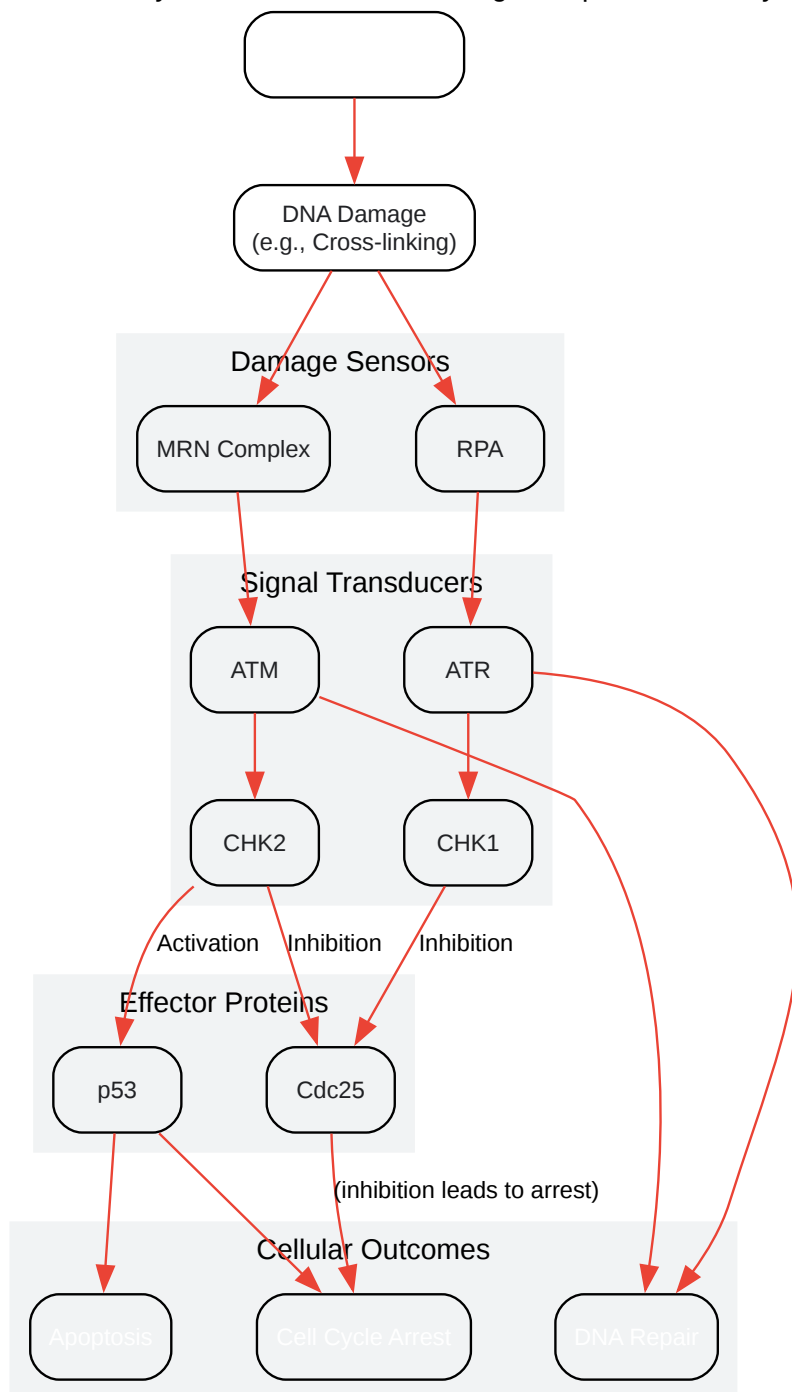 DNA Damage
(e.g., Cross-linking)
Damage Sensors
MRN Complex
RPA
Signal Transducers
ATM
ATR
CHK2
CHK1
Activation
Inhibition
Inhibition
Effector Proteins
p53
Cdc25
(inhibition leads to arrest)
Cellular Outcomes
Apoptosis
Cell Cycle Arrest
DNA Repair